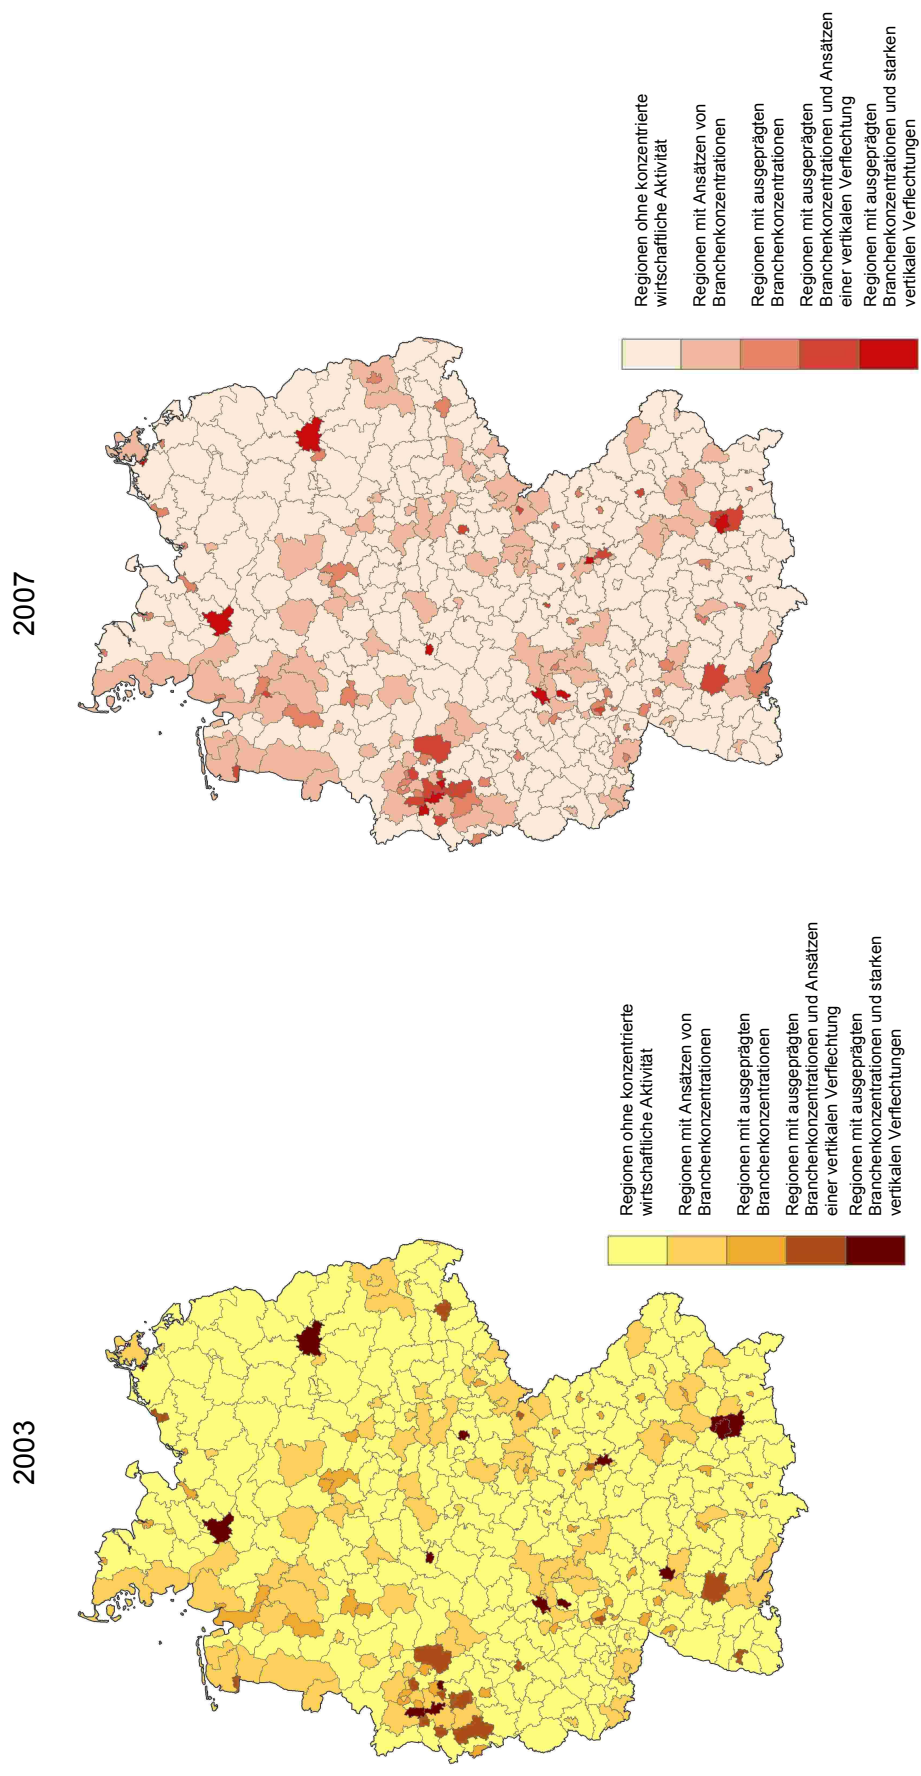 2003
Regionen ohne konzentrierte
wirtschaftliche Aktivität
Regionen mit Ansätzen von
Branchenkonzentrationen
Regionen mit ausgeprägten
Branchenkonzentrationen
Regionen mit ausgeprägten
Branchenkonzentrationen und Ansätzen
einer vertikalen Verflechtung
Regionen mit ausgeprägten
Branchenkonzentrationen und starken
vertikalen Verflechtungen
2007
Regionen ohne konzentrierte
wirtschaftliche Aktivität
Regionen mit Ansätzen von
Branchenkonzentrationen
Regionen mit ausgeprägten
Branchenkonzentrationen
Regionen mit ausgeprägten
Branchenkonzentrationen und Ansätzen
einer vertikalen Verflechtung
Regionen mit ausgeprägten
Branchenkonzentrationen und starken
vertikalen Verflechtungen